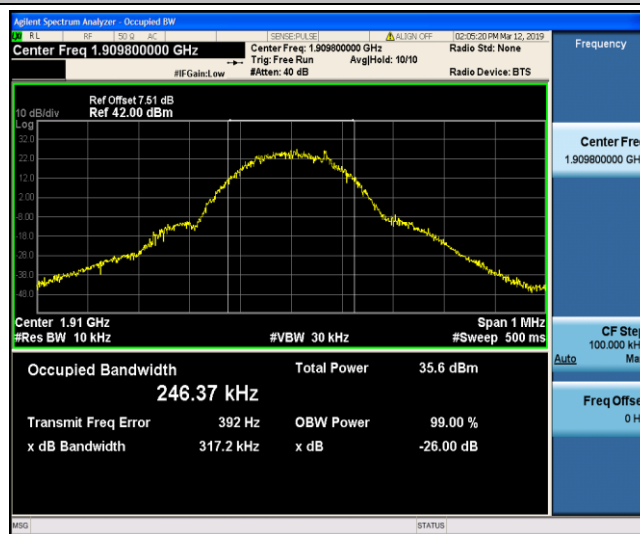 Agilent Spectrum Analyzer - Occupied BW
RL RF 50 Ω AC SENSE:PULSE ALIGN OFF 02:05:20 PM Mar 12, 2019
Center Freq 1.909800000 GHz Center Freq: 1.909800000 GHz Radio Std: None
Trig: Free Run Avg|Hold: 10/10
#IFGain:Low #Atten: 40 dB Radio Device: BTS
Ref Offset 7.51 dB
10 dB/div Ref 42.00 dBm
Log
32.0
22.0
12.0
2.00
-8.00
-18.0
-28.0
-38.0
-48.0
Center 1.91 GHz Span 1 MHz
#Res BW 10 kHz #VBW 30 kHz #Sweep 500 ms
Occupied Bandwidth Total Power 35.6 dBm
246.37 kHz
Transmit Freq Error 392 Hz OBW Power 99.00 %
x dB Bandwidth 317.2 kHz x dB -26.00 dB
MSG STATUS
Frequency
Center Fre
1.909800000 GH
CF Step
100.000 kH
Auto Ma
Freq Offse
0 H